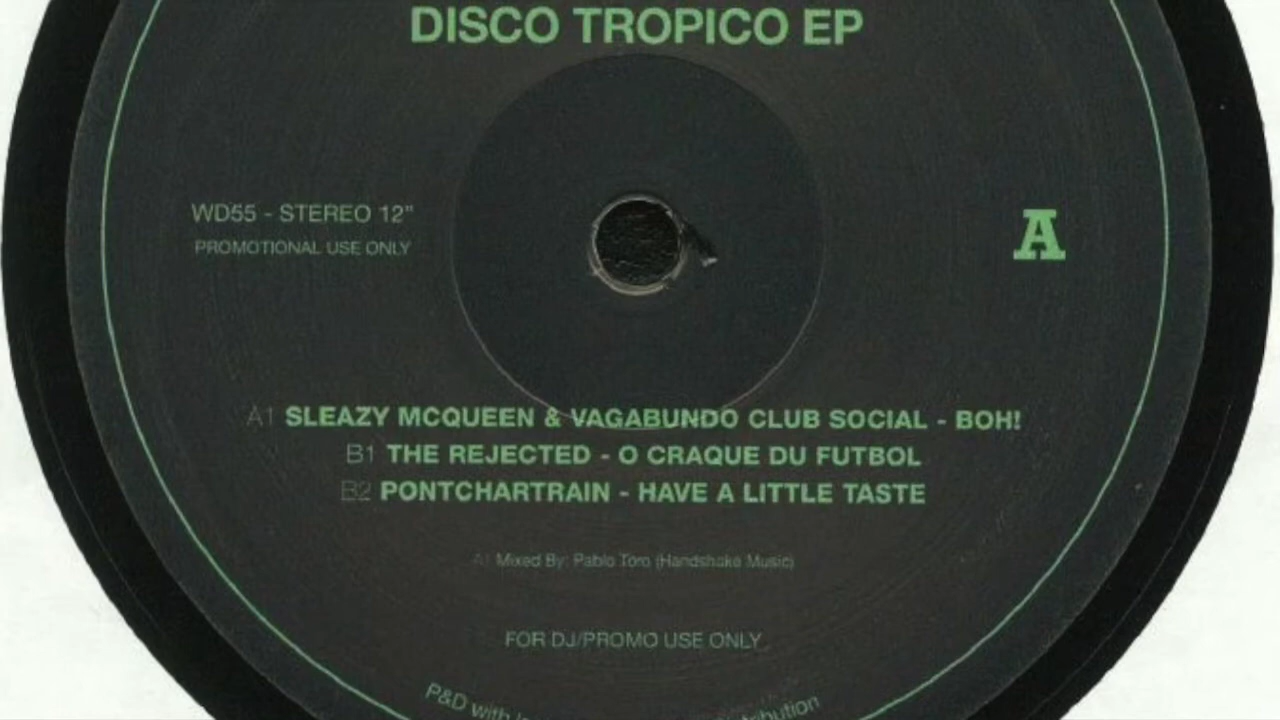 DISCO TROPICO EP
WD55 - STEREO 12"
PROMOTIONAL USE ONLY
A
A1 SLEAZY MCQUEEN & VAGABUNDO CLUB SOCIAL - BOH!
B1 THE REJECTED - O CRAQUE DU FUTBOL
B2 PONTCHARTRAIN - HAVE A LITTLE TASTE
A1 Mixed By: Pablo Toro (Handshake Music)
FOR DJ/PROMO USE ONLY
P&D with